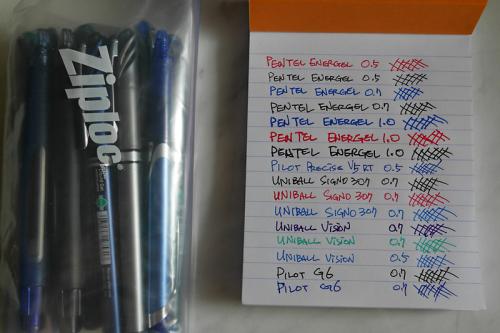 Ziploc
PENTEL ENERGEL 0.5
PENTEL ENERGEL 0.5
PENTEL ENERGEL 0.7
PENTEL ENERGEL 0.7
PENTEL ENERGEL 1.0
PENTEL ENERGEL 1.0
PENTEL ENERGEL 1.0
PILOT PRECISE V5 RT 0.5
UNIBALL SIGNO 307 0.7
UNIBALL SIGNO 307 0.7
UNIBALL SIGNO 307 0.7
UNIBALL VISION 0.7
UNIBALL VISION 0.7
UNIBALL VISION 0.5
PILOT G6 0.7
PILOT G6 0.7